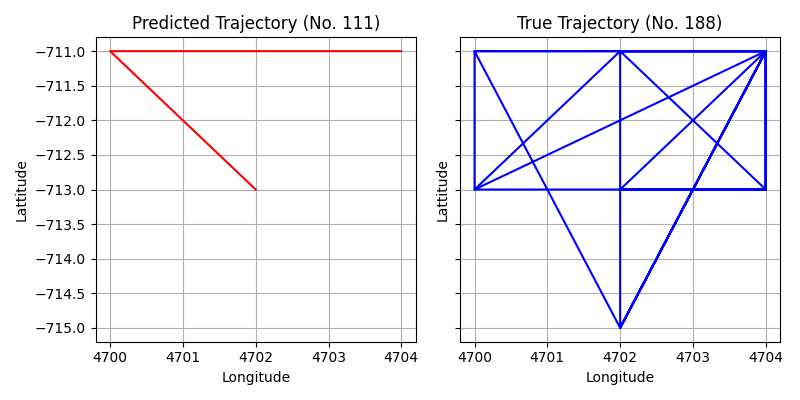 Predicted Trajectory (No. 111)
True Trajectory (No. 188)
Lattitude
−711.0
−711.5
−712.0
−712.5
−713.0
−713.5
−714.0
−714.5
−715.0
4700 4701 4702 4703 4704
Longitude
Lattitude
4700 4701 4702 4703 4704
Longitude